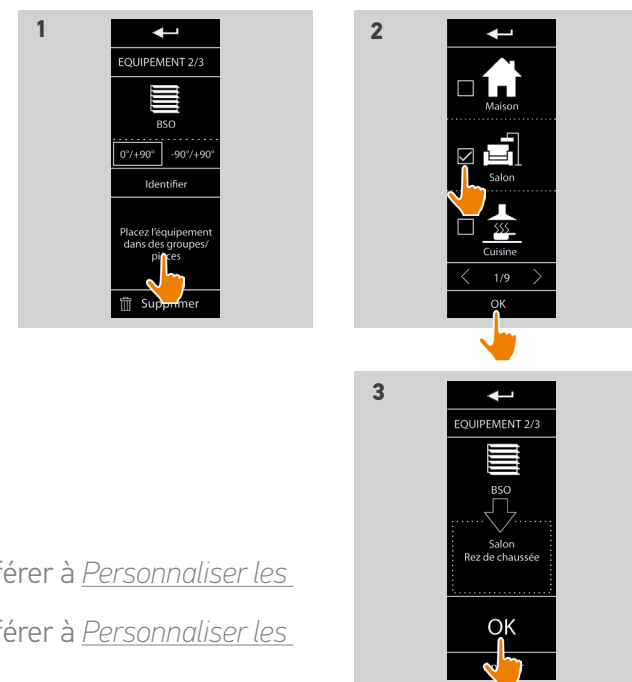 1
EQUIPEMENT 2/3
BSO
0°/+90° -90°/+90°
Identifier
Placez l'équipement
dans des groupes/
Supprimer
2
Maison
Salon
Cuisine
< 1/9 >
OK
3
EQUIPEMENT 2/3
BSO
Salon
Rez de chaussée
OK
férer à Personnaliser les
férer à Personnaliser les